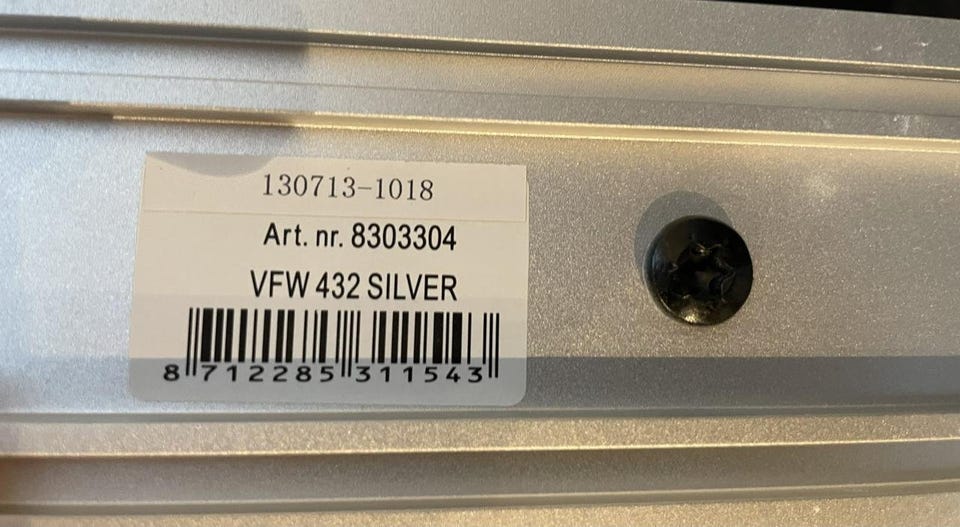 130713-1018
Art. nr. 8303304
VFW 432 SILVER
8 712285 311543